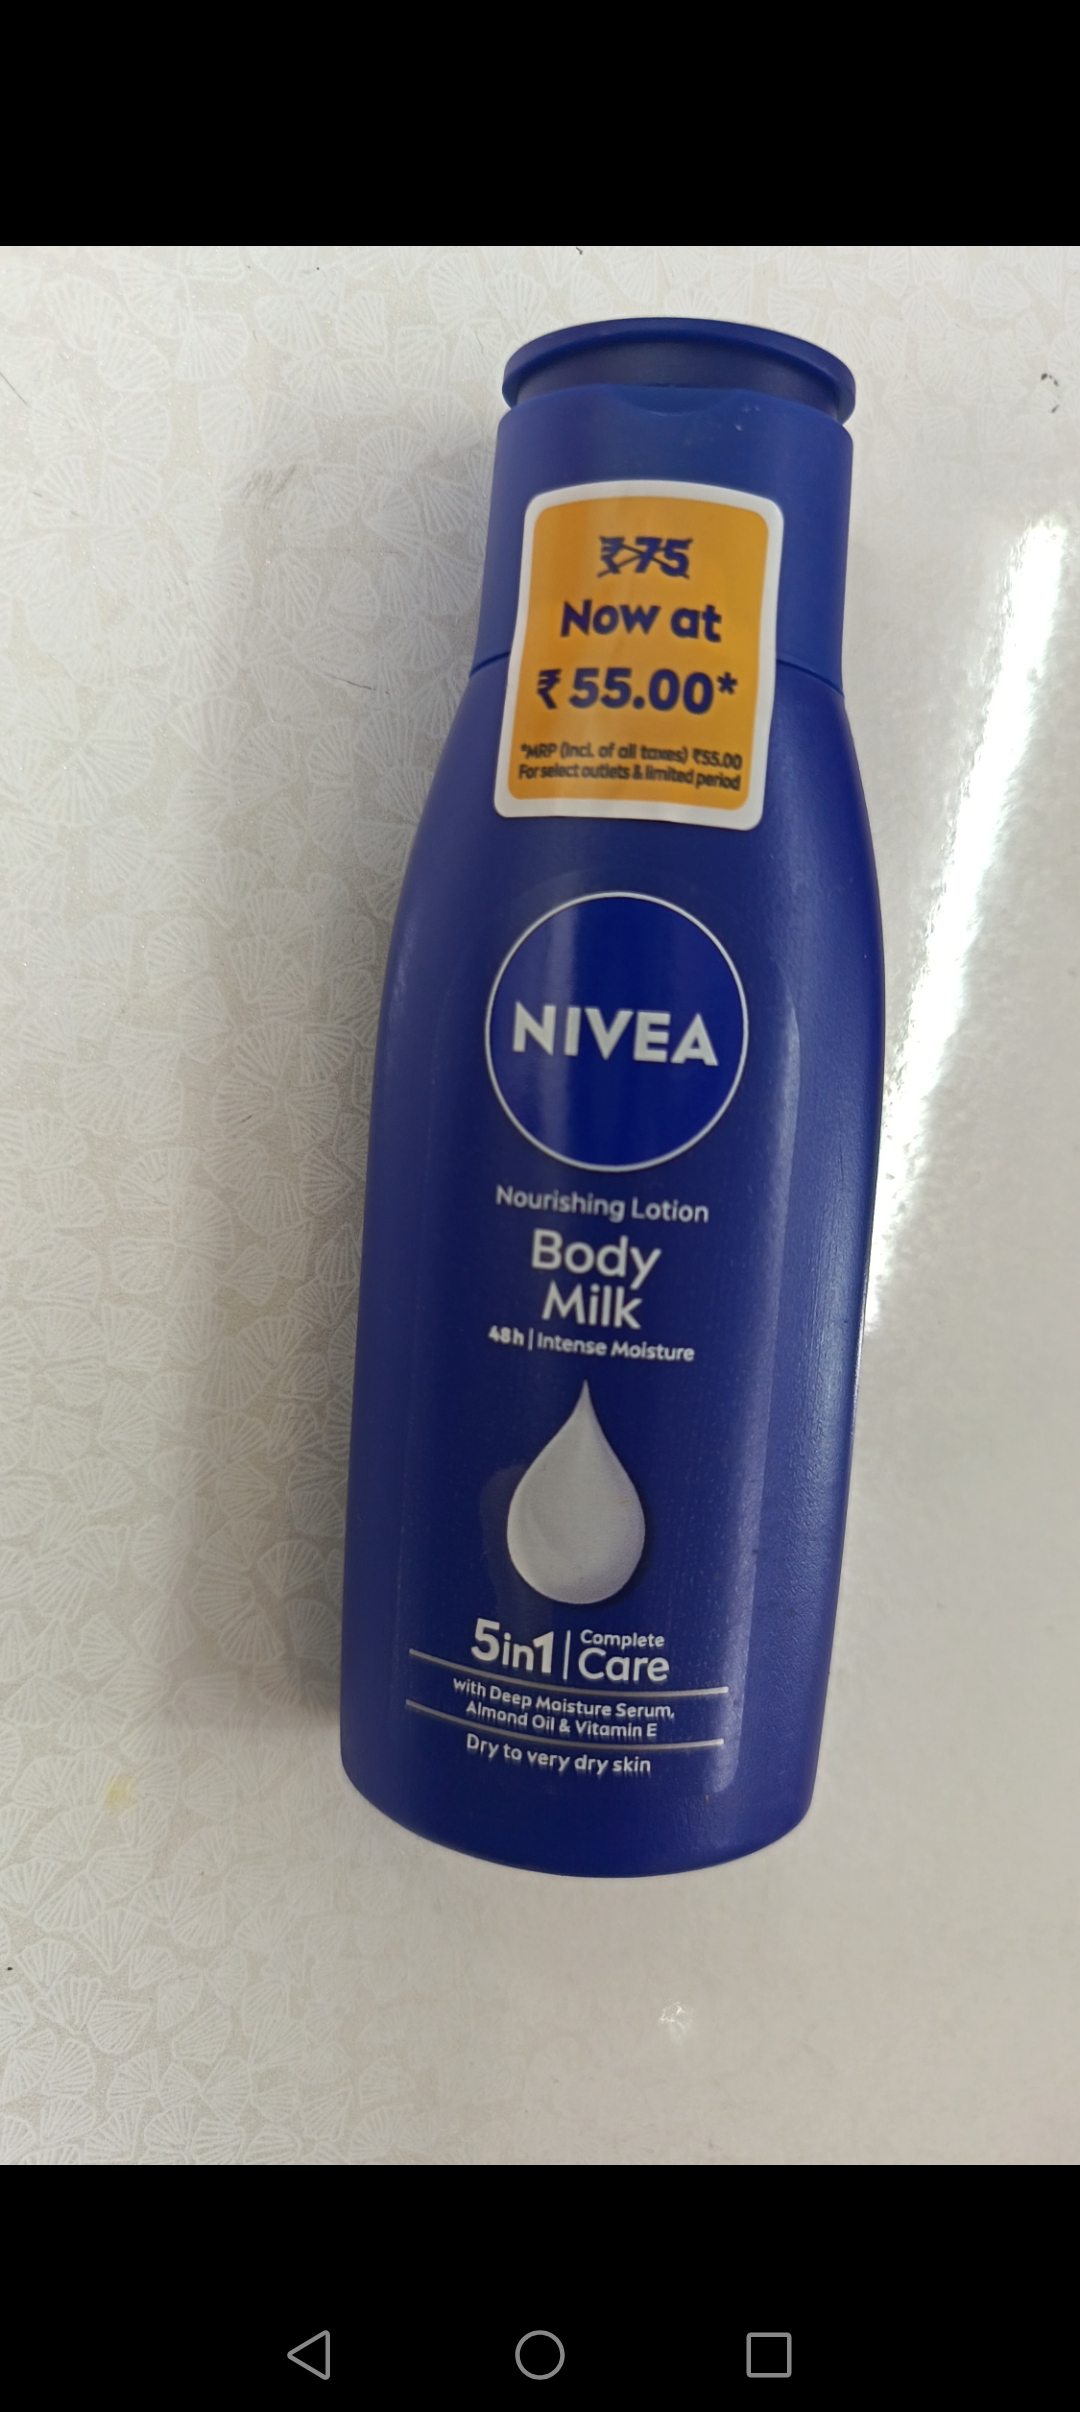 ₹75
Now at
₹ 55.00*
*MRP (Incl. of all taxes) ₹55.00
For select outlets & limited period
NIVEA
Nourishing Lotion
Body
Milk
48h | Intense Moisture
5in1 | Complete Care
with Deep Moisture Serum,
Almond Oil & Vitamin E
Dry to very dry skin